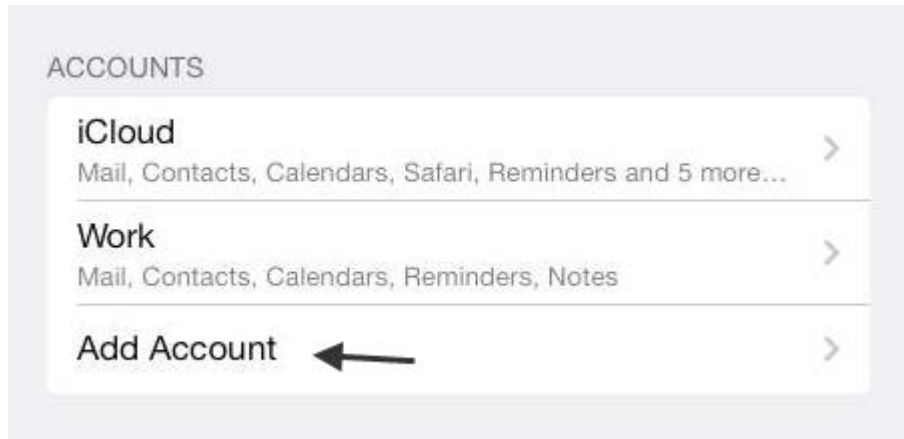 ACCOUNTS
iCloud
Mail, Contacts, Calendars, Safari, Reminders and 5 more...
Work
Mail, Contacts, Calendars, Reminders, Notes
Add Account